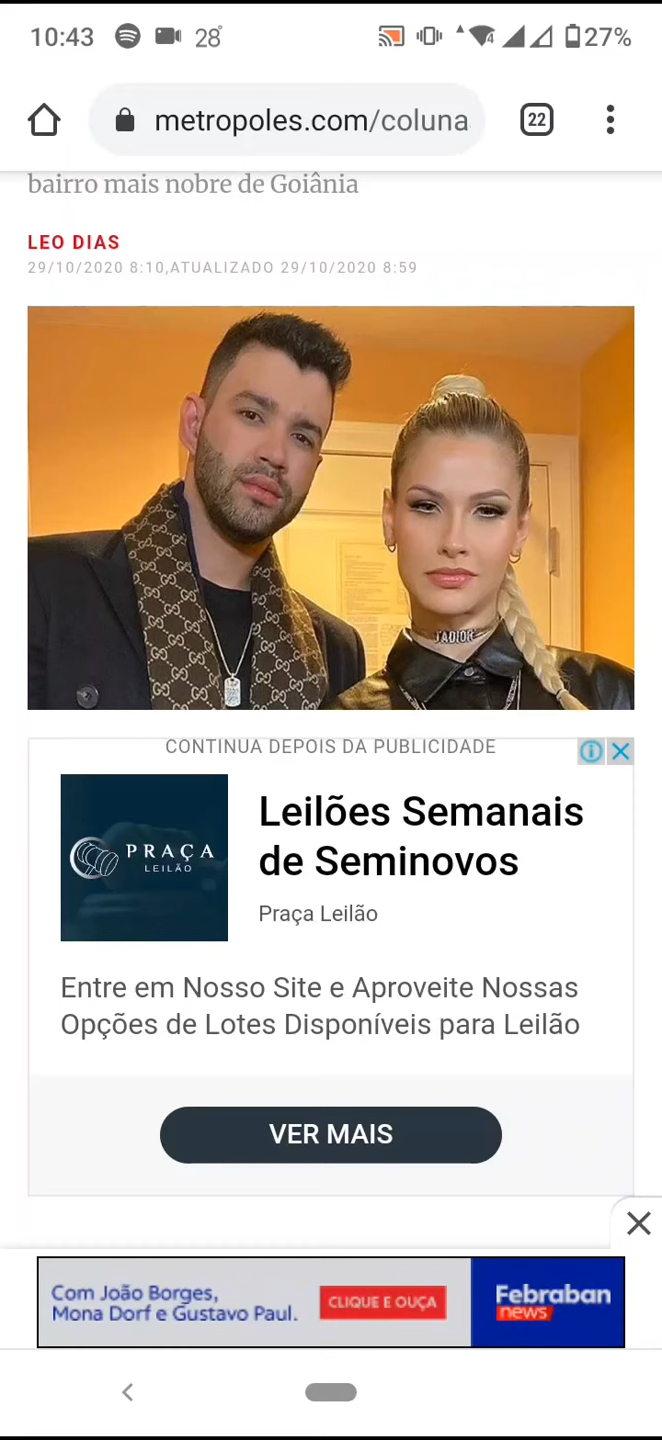 10:43
28°
27%
metropoles.com/coluna
22
bairro mais nobre de Goiânia
LEO DIAS
29/10/2020 8:10,ATUALIZADO 29/10/2020 8:59
J'ADIOR
CONTINUA DEPOIS DA PUBLICIDADE
PRAÇA
LEILÃO
Leilões Semanais
de Seminovos
Praça Leilão
Entre em Nosso Site e Aproveite Nossas
Opções de Lotes Disponíveis para Leilão
VER MAIS
Com João Borges,
Mona Dorf e Gustavo Paul.
CLIQUE E OUÇA
Febraban
news